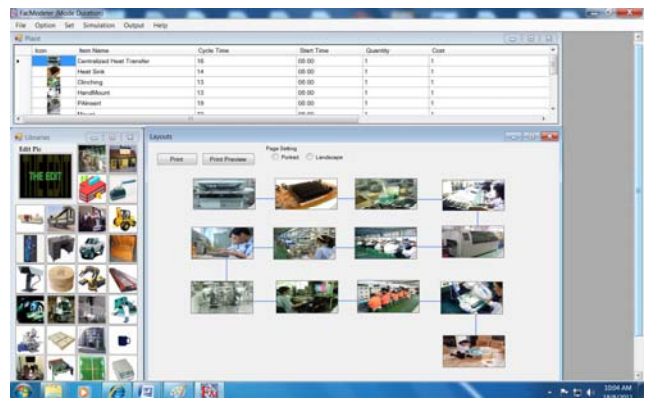 FacModeler (Mode Duration)
File Option Set Simulation Output Help
Place
Icon Item Name Cycle Time Start Time Quantity Cost
Centralized Heat Transfer 16 08:00 1 1
Heat Sink 14 08:00 1 1
Clinching 13 08:00 1 1
HandMount 13 08:00 1 1
PAInsert 19 08:00 1 1
Libraries
Edit Pic
THE EDIT
Layouts
Print Print Preview
Page Setting
Portrait Landscape
10:04 AM